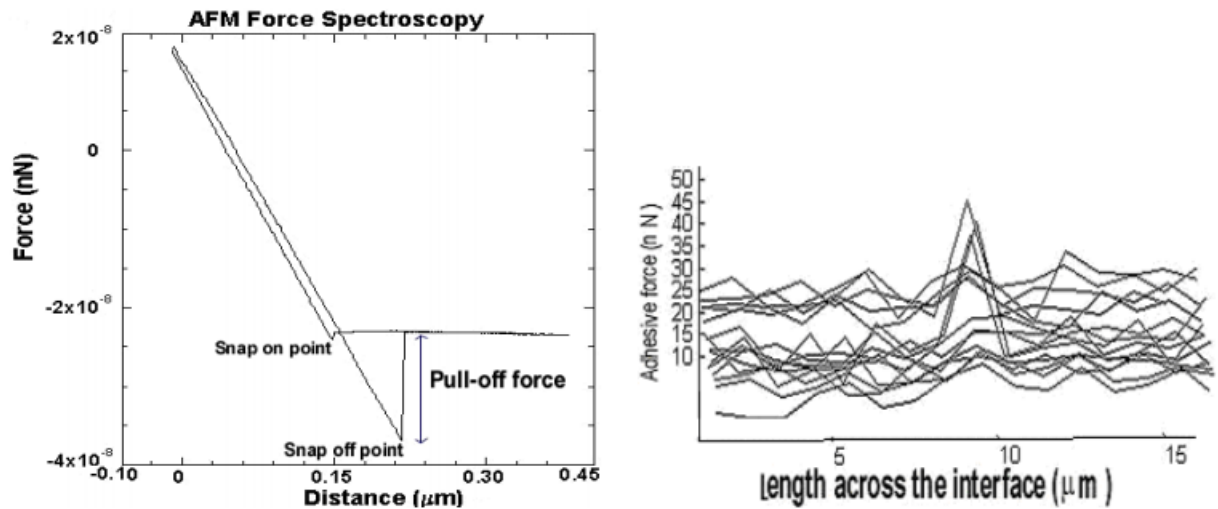 AFM Force Spectroscopy
2x10⁻⁸
0
-2x10⁻⁸
-4x10⁻⁸
Force (nN)
Snap on point
Pull-off force
Snap off point
-0.10
0
0.15
0.30
0.45
Distance (μm)
50
45
40
35
30
25
20
15
10
Adhesive force (n N)
5
10
15
Length across the interface (μm)